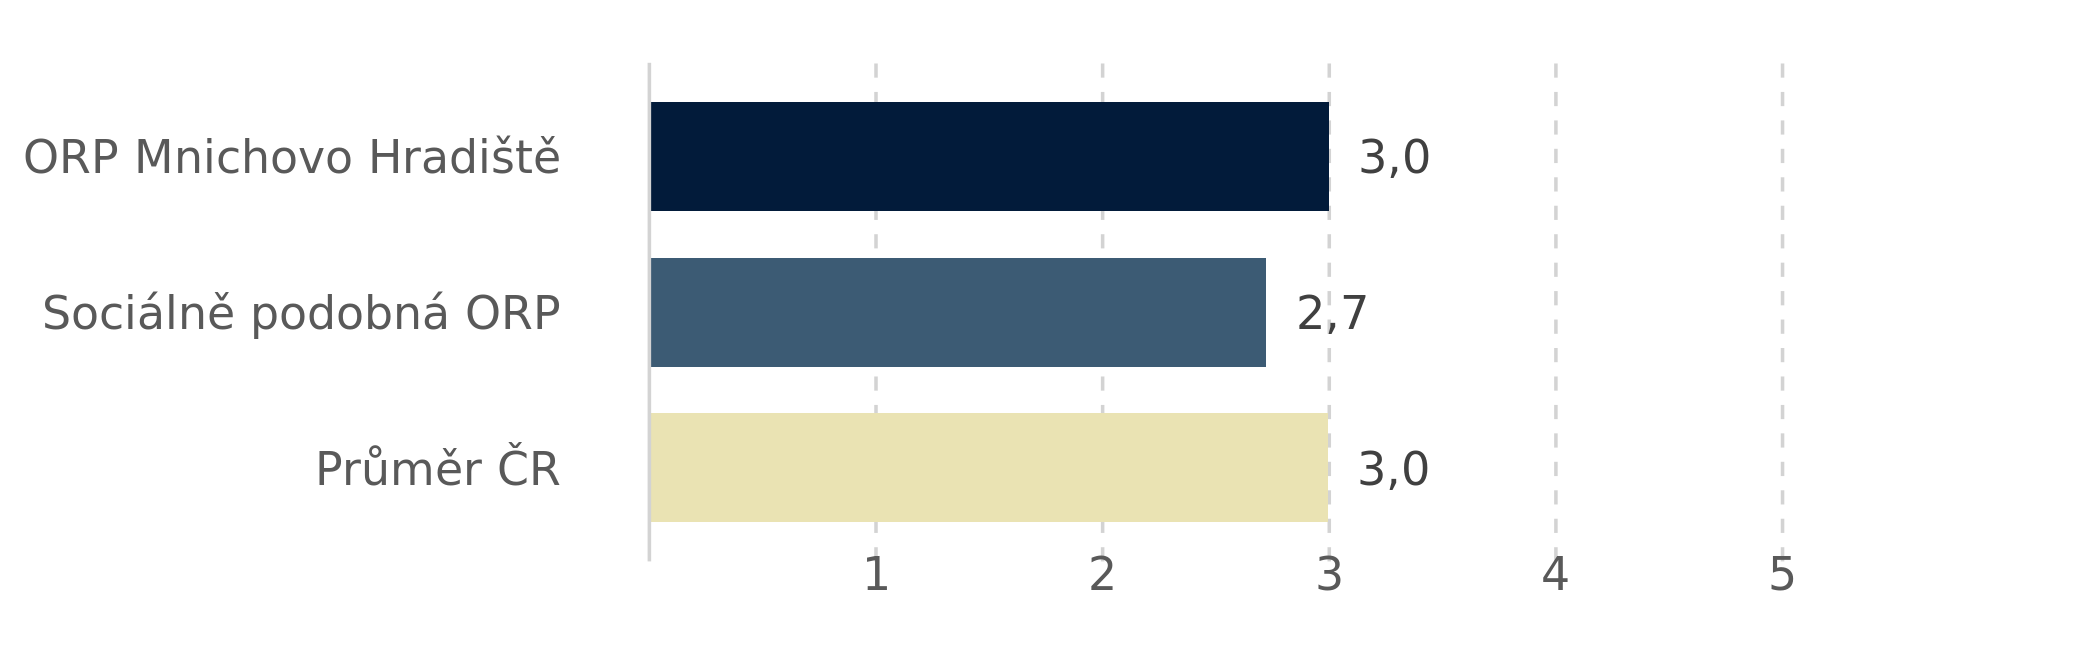 ORP Mnichovo Hradiště
3,0
Sociálně podobná ORP
2,7
Průměr ČR
3,0
1 2 3 4 5